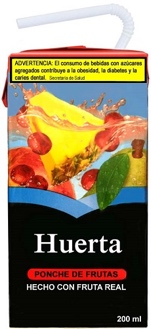 ADVERTENCIA: El consumo de bebidas con azúcares
agregados contribuye a la obesidad, la diabetes y la
caries dental. Secretaría de Salud
Huerta
PONCHE DE FRUTAS
HECHO CON FRUTA REAL
200 ml